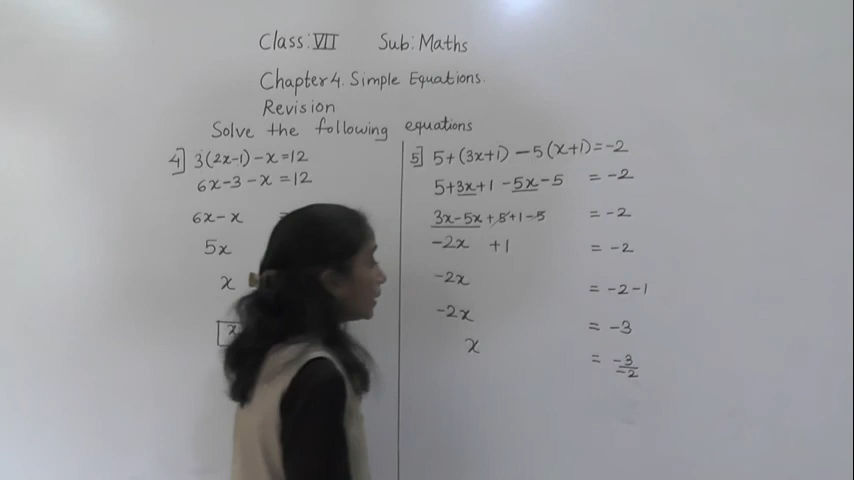 Class: VII Sub: Maths
Chapter 4. Simple Equations.
Revision
Solve the following equations
4] 3(2x-1) - x = 12
6x - 3 - x = 12
6x - x =
5x
x
x
5] 5+(3x+1) - 5(x+1) = -2
5+3x+1 - 5x - 5 = -2
3x - 5x + 5 + 1 - 5 = -2
-2x + 1 = -2
-2x = -2 - 1
-2x = -3
x = -3/-2